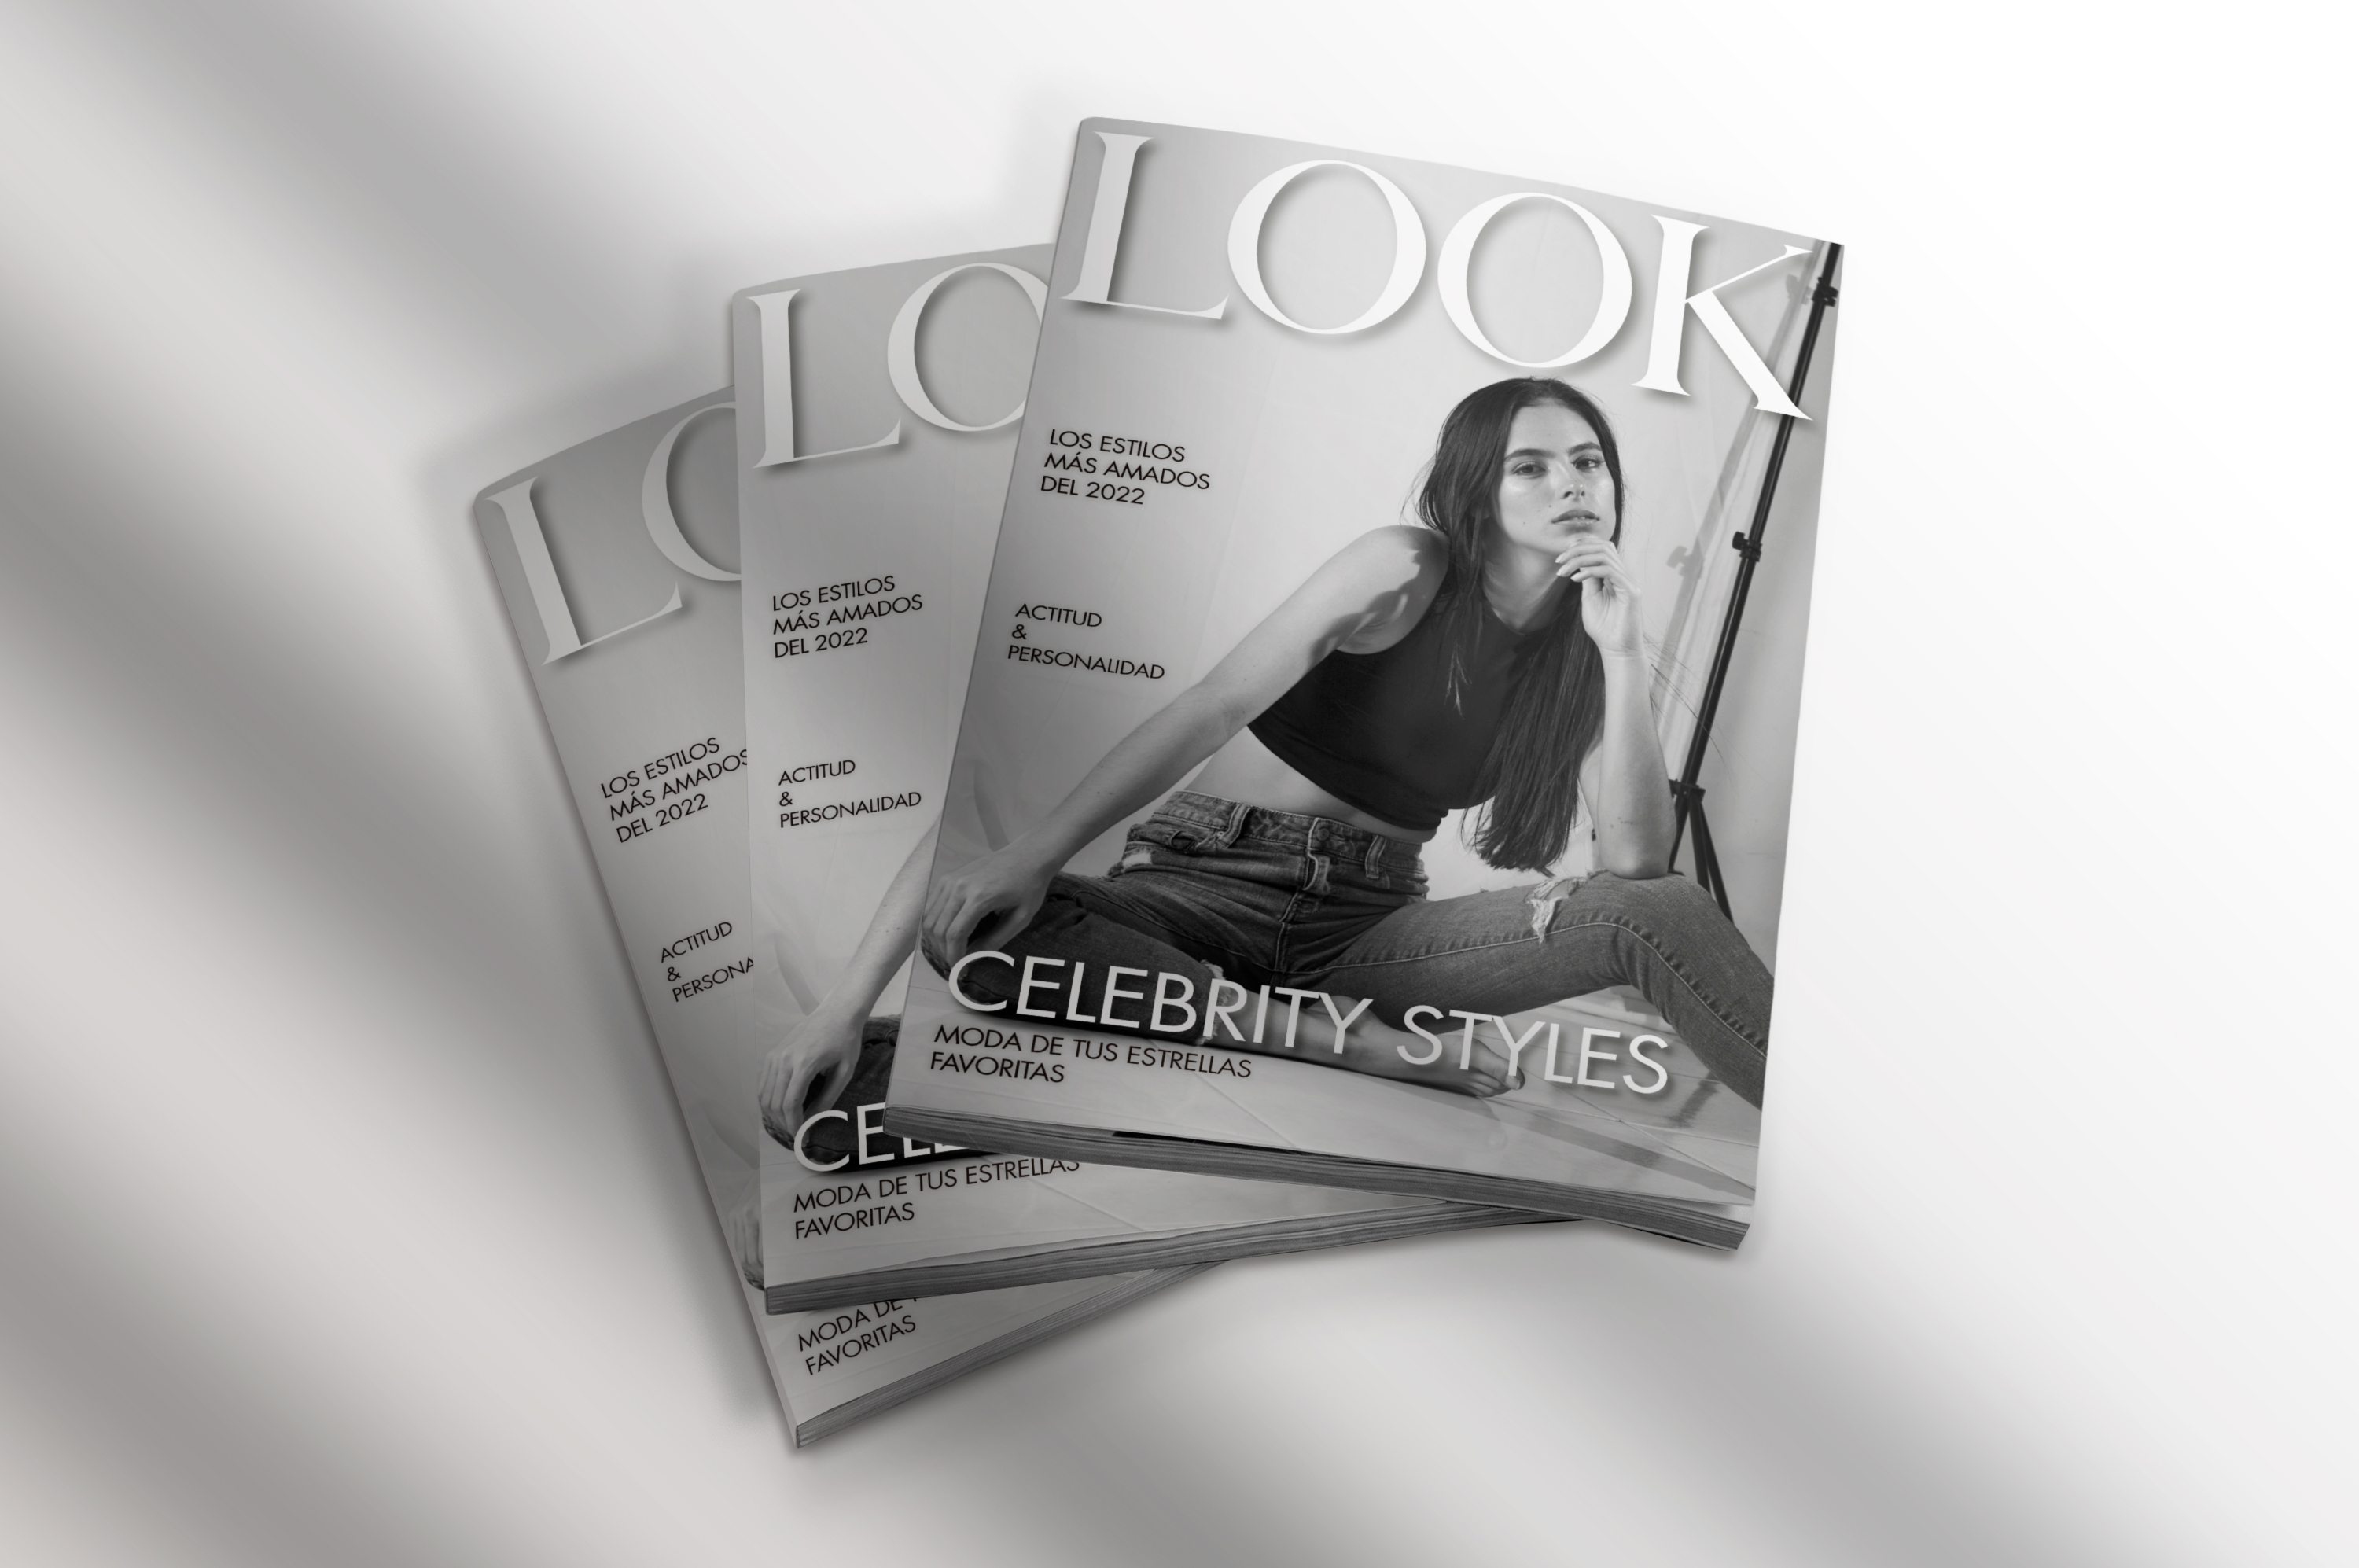 LOOK
LOS ESTILOS
MÁS AMADOS
DEL 2022
ACTITUD
&
PERSONALIDAD
CELEBRITY STYLES
MODA DE TUS ESTRELLAS
FAVORITAS
LO
LOS ESTILOS
MÁS AMADOS
DEL 2022
ACTITUD
&
PERSONALIDAD
CEL
MODA DE TUS ESTRELLAS
FAVORITAS
LO
LOS ESTILOS
MÁS AMADOS
DEL 2022
ACTITUD
&
PERSONA
MODA DE
FAVORITAS